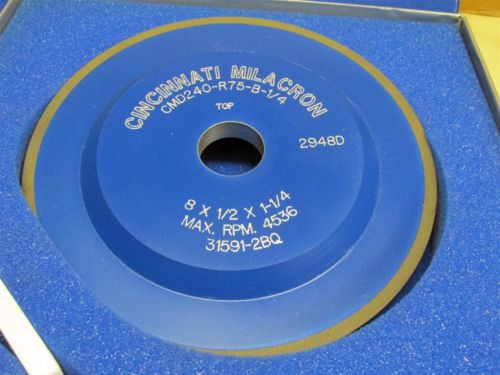 CINCINNATI MILACRON
CMD240-R75-B-1/4
TOP
2948D
8 X 1/2 X 1-1/4
MAX. RPM. 4536
31591-2BQ